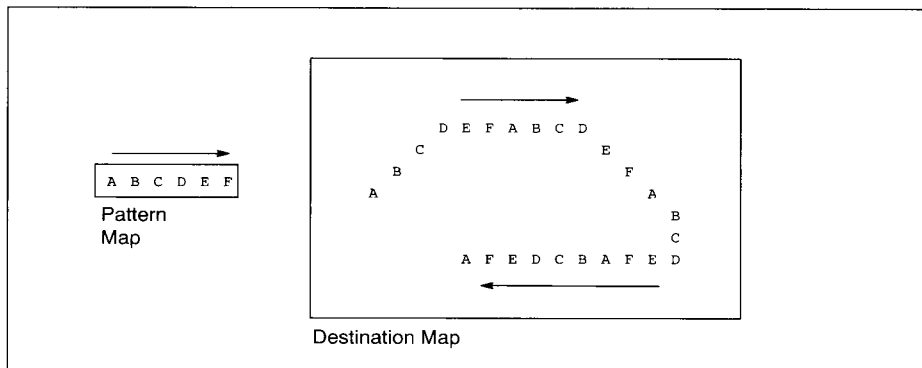 D E F A B C D
C E
B F
A B C D E F A A
Pattern B
Map C
A F E D C B A F E D
Destination Map